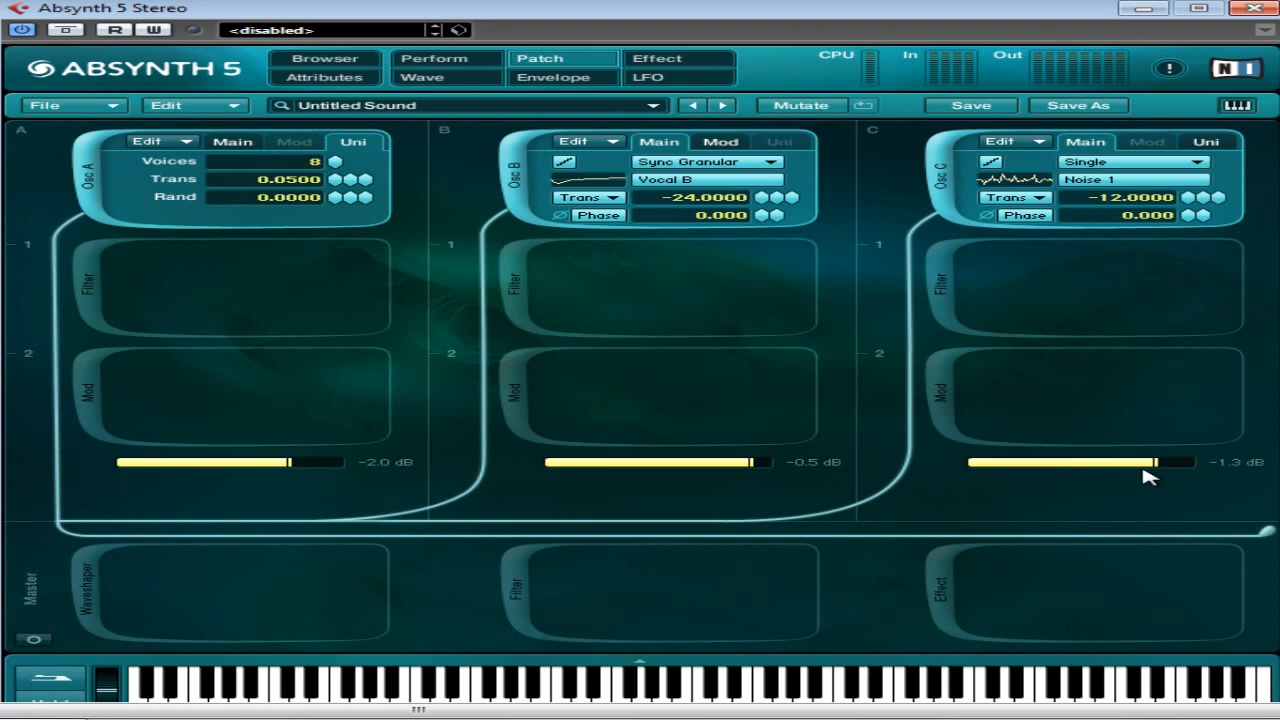 Absynth 5 Stereo
R W <disabled>
ABSYNTH 5
Browser Perform Patch Effect
Attributes Wave Envelope LFO
CPU In Out ! N I
File Edit Untitled Sound Mutate Save Save As
A B C
Osc A Edit Main Mod Uni
Voices 8
Trans 0.0500
Rand 0.0000
Osc B Edit Main Mod Uni
Sync Granular
Vocal B
Trans -24.0000
Ø Phase 0.000
Osc C Edit Main Mod Uni
Single
Noise 1
Trans -12.0000
Ø Phase 0.000
1 Filter 1 Filter 1 Filter
2 Mod 2 Mod 2 Mod
-2.0 dB -0.5 dB -1.3 dB
Master Waveshaper Filter Effect